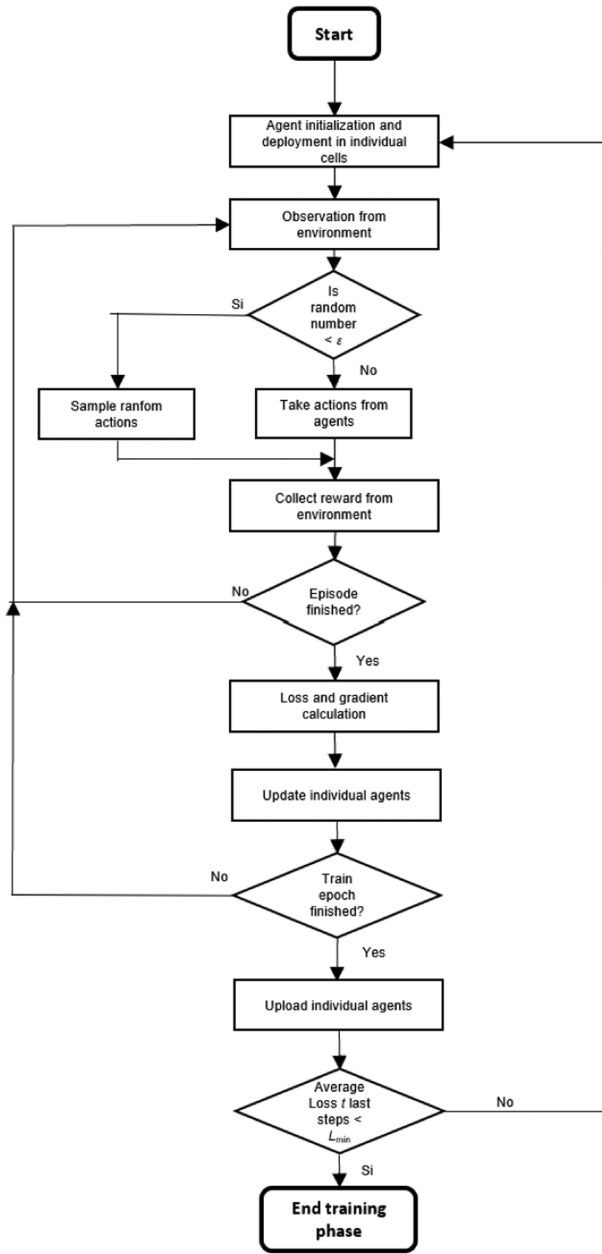 Start
Agent initialization and
deployment in individual
cells
Observation from
environment
Is
random
number
< ε
Si
No
Sample ranfom
actions
Take actions from
agents
Collect reward from
environment
Episode
finished?
No
Yes
Loss and gradient
calculation
Update individual agents
Train
epoch
finished?
No
Yes
Upload individual agents
Average
Loss t last
steps <
Lmin
No
Si
End training
phase